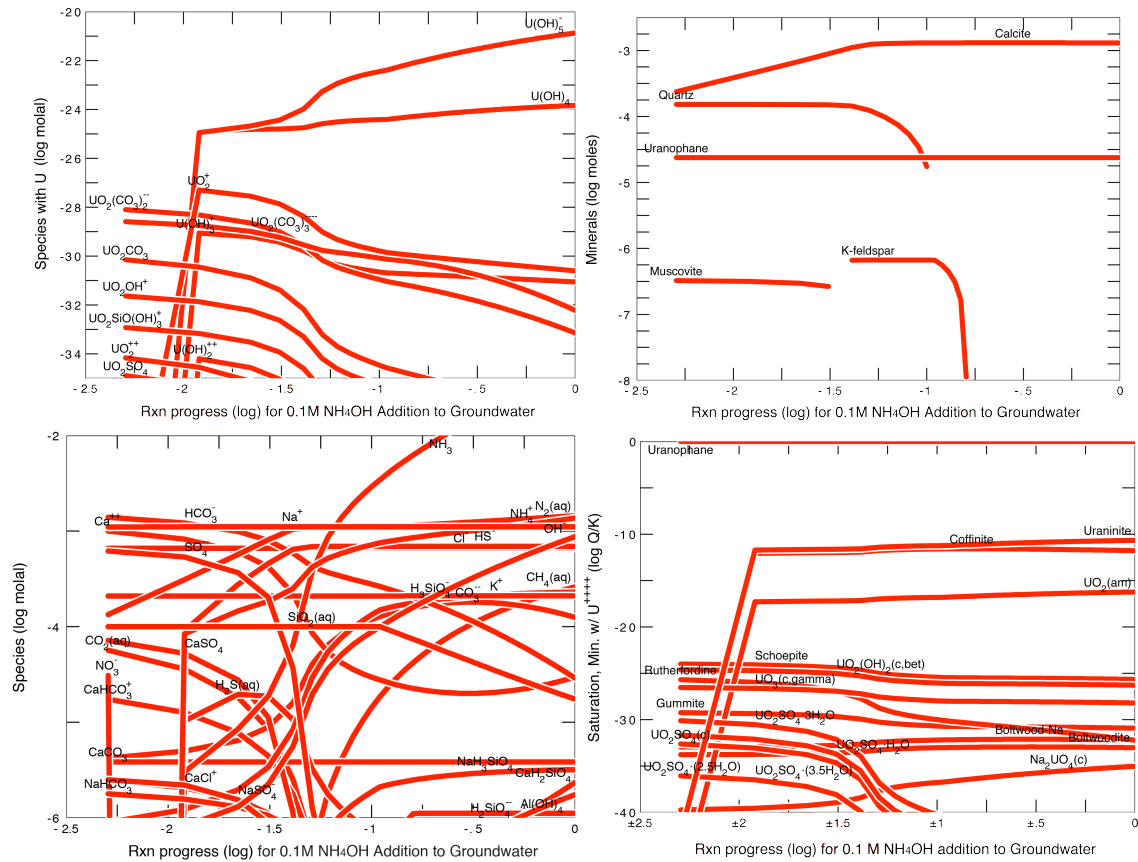 -20
-22
-24
-26
-28
-30
-32
-34
Species with U (log molal)
U(OH)5-
U(OH)4
UO2+
UO2(CO3)2--
U(OH)3+
UO2(CO3)3----
UO2CO3
UO2OH+
UO2SiO(OH)3+
UO2++
U(OH)2++
UO2SO4
-2.5
-2
-1.5
-1
-.5
0
Rxn progress (log) for 0.1M NH4OH Addition to Groundwater
-3
-4
-5
-6
-7
-8
Minerals (log moles)
Calcite
Quartz
Uranophane
K-feldspar
Muscovite
-2.5
-2
-1.5
-1
-.5
0
Rxn progress (log) for 0.1M NH4OH Addition to Groundwater
-2
-4
-6
Species (log molal)
NH3
Ca++
HCO3-
Na+
NH4+
N2(aq)
SO4--
Cl-
HS-
OH-
H3SiO4-
CO3--
K+
CH4(aq)
SiO2(aq)
CO2(aq)
CaSO4
NO3-
CaHCO3+
H2S(aq)
CaCO3
NaH3SiO4
CaH2SiO4
NaHCO3
CaCl+
NaSO4-
H2SiO4--
Al(OH)4-
-2.5
-2
-1.5
-1
-.5
0
Rxn progress (log) for 0.1M NH4OH Addition to Groundwater
0
-10
-20
-30
-40
Saturation, Min. w/ U++++ (log Q/K)
Uranophane
Uraninite
Coffinite
UO2(am)
Schoepite
UO2(OH)2(c,bet)
Rutherfordine
UO3(c,gamma)
Gummite
UO2SO4·3H2O
Boltwood-Na
Boltwoodite
UO2SO4(c)
UO2SO4·H2O
Na2UO4(c)
UO2SO4·(2.5H2O)
UO2SO4·(3.5H2O)
±2.5
±2
±1.5
±1
±.5
0
Rxn progress (log) for 0.1 M NH4OH Addition to Groundwater